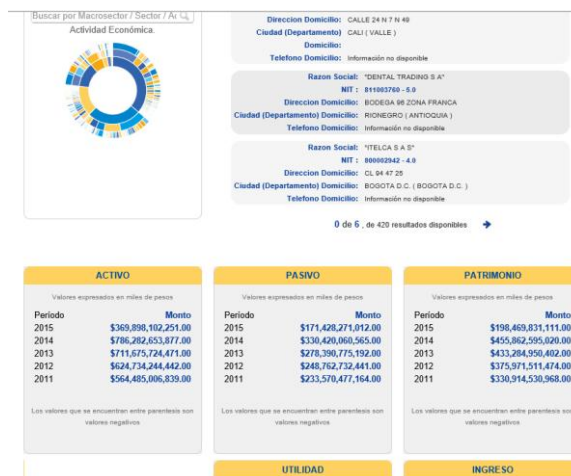 Buscar por Macrosector / Sector / Ac
Actividad Económica.
Direccion Domicilio: CALLE 24 N 7 N 49
Ciudad (Departamento) Domicilio: CALI ( VALLE )
Telefono Domicilio: Información no disponible
Razon Social: "DENTAL TRADING S A"
NIT : 811003760 - 5.0
Direccion Domicilio: BODEGA 98 ZONA FRANCA
Ciudad (Departamento) Domicilio: RIONEGRO ( ANTIOQUIA )
Telefono Domicilio: Información no disponible
Razon Social: "ITELCA S A S"
NIT : 800002942 - 4.0
Direccion Domicilio: CL 94 47 25
Ciudad (Departamento) Domicilio: BOGOTA D.C. ( BOGOTA D.C. )
Telefono Domicilio: Información no disponible
0 de 6 , de 420 resultados disponibles
ACTIVO
Valores expresados en miles de pesos
Período Monto
2015 $369,898,102,251.00
2014 $786,282,653,877.00
2013 $711,675,724,471.00
2012 $624,734,244,442.00
2011 $564,485,006,839.00
Los valores que se encuentran entre parentesis son
valores negativos
PASIVO
Valores expresados en miles de pesos
Período Monto
2015 $171,428,271,012.00
2014 $330,420,060,565.00
2013 $278,390,775,192.00
2012 $248,762,732,441.00
2011 $233,570,477,164.00
Los valores que se encuentran entre parentesis son
valores negativos
PATRIMONIO
Valores expresados en miles de pesos
Período Monto
2015 $198,469,831,111.00
2014 $455,862,595,020.00
2013 $433,284,950,402.00
2012 $375,971,511,474.00
2011 $330,914,530,968.00
Los valores que se encuentran entre parentesis son
valores negativos
UTILIDAD
INGRESO